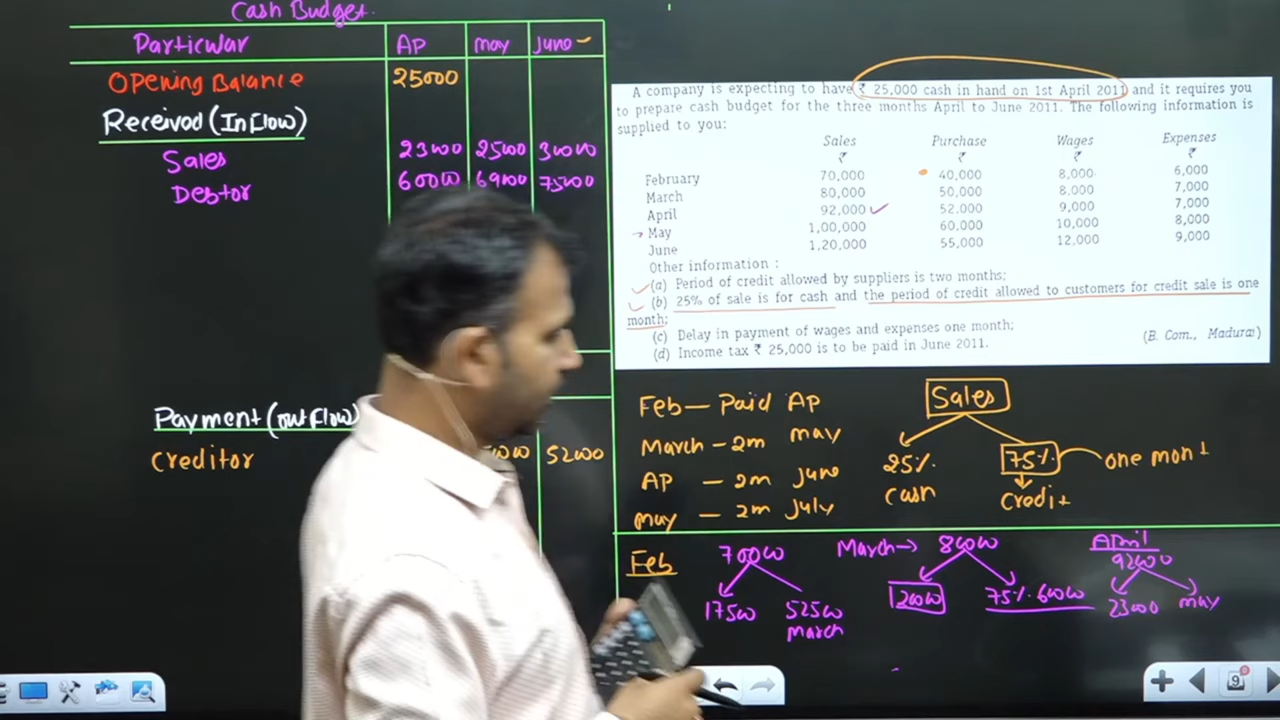 Cash Budget.
Particular AP may June
Opening Balance 25000
Received (Inflow)
Sales 23000 25000 30000
Debtor 60000 69000 75000
Payment (outflow)
Creditor 52000
A company is expecting to have ₹ 25,000 cash in hand on 1st April 2011 and it requires you
to prepare cash budget for the three months April to June 2011. The following information is
supplied to you:
Sales Purchase Wages Expenses
₹ ₹ ₹ ₹
February 70,000 40,000 8,000 6,000
March 80,000 50,000 8,000 7,000
April 92,000 52,000 9,000 7,000
May 1,00,000 60,000 10,000 8,000
June 1,20,000 55,000 12,000 9,000
Other information :
(a) Period of credit allowed by suppliers is two months;
(b) 25% of sale is for cash and the period of credit allowed to customers for credit sale is one
month;
(c) Delay in payment of wages and expenses one month;
(d) Income tax ₹ 25,000 is to be paid in June 2011. (B. Com., Madurai)
Feb — Paid AP
March — 2m may
AP — 2m June
may — 2m July
Sales
25% 75% one mont
cash credit
Feb 70000 March → 80000 April
92000
17500 52500 75% 60000 23000 may
March
9